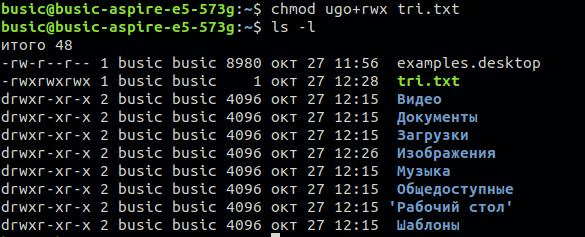 busic@busic-aspire-e5-573g:~$ chmod ugo+rwx tri.txt
busic@busic-aspire-e5-573g:~$ ls -l
итого 48
-rw-r--r-- 1 busic busic 8980 окт 27 11:56  examples.desktop
-rwxrwxrwx 1 busic busic    1 окт 27 12:28  tri.txt
drwxr-xr-x 2 busic busic 4096 окт 27 12:15  Видео
drwxr-xr-x 2 busic busic 4096 окт 27 12:15  Документы
drwxr-xr-x 2 busic busic 4096 окт 27 12:15  Загрузки
drwxr-xr-x 2 busic busic 4096 окт 27 12:26  Изображения
drwxr-xr-x 2 busic busic 4096 окт 27 12:15  Музыка
drwxr-xr-x 2 busic busic 4096 окт 27 12:15  Общедоступные
drwxr-xr-x 2 busic busic 4096 окт 27 12:15 'Рабочий стол'
drwxr-xr-x 2 busic busic 4096 окт 27 12:15  Шаблоны